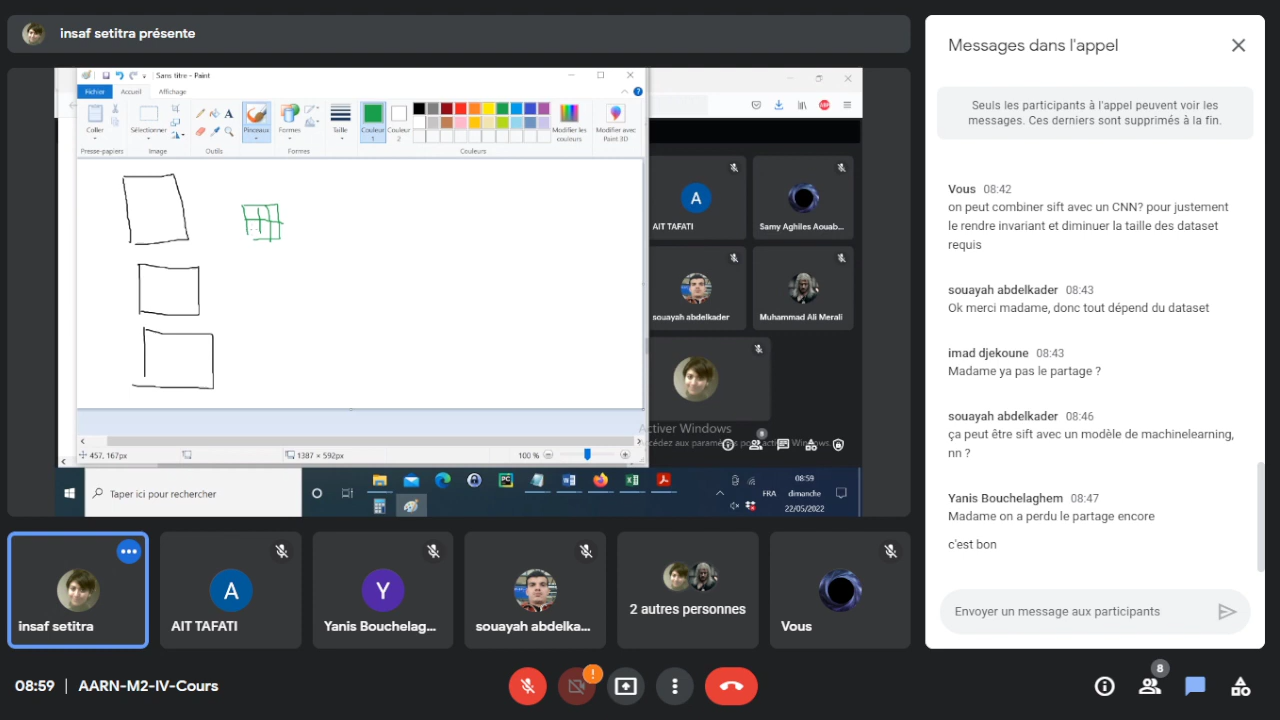 insaf setitra présente
Sans titre - Paint
Fichier
Accueil
Affichage
Coller
Sélectionner
Pinceaux
Formes
Taille
Couleur 1
Couleur 2
Modifier les couleurs
Modifier avec Paint 3D
Presse-papiers
Image
Outils
Formes
Couleurs
A
AIT TAFATI
Samy Aghiles Aouab...
souayah abdelkader
Muhammad Ali Merali
Activer Windows
8
457, 167px
1387 × 592px
100 %
Taper ici pour rechercher
FRA
08:59
dimanche
22/05/2022
insaf setitra
A
AIT TAFATI
Y
Yanis Bouchelag...
souayah abdelka...
2 autres personnes
Vous
08:59 | AARN-M2-IV-Cours
Messages dans l'appel
Seuls les participants à l'appel peuvent voir les
messages. Ces derniers sont supprimés à la fin.
Vous 08:42
on peut combiner sift avec un CNN? pour justement
le rendre invariant et diminuer la taille des dataset
requis
souayah abdelkader 08:43
Ok merci madame, donc tout dépend du dataset
imad djekoune 08:43
Madame ya pas le partage ?
souayah abdelkader 08:46
ça peut être sift avec un modèle de machinelearning,
nn ?
Yanis Bouchelaghem 08:47
Madame on a perdu le partage encore
c'est bon
Envoyer un message aux participants
8